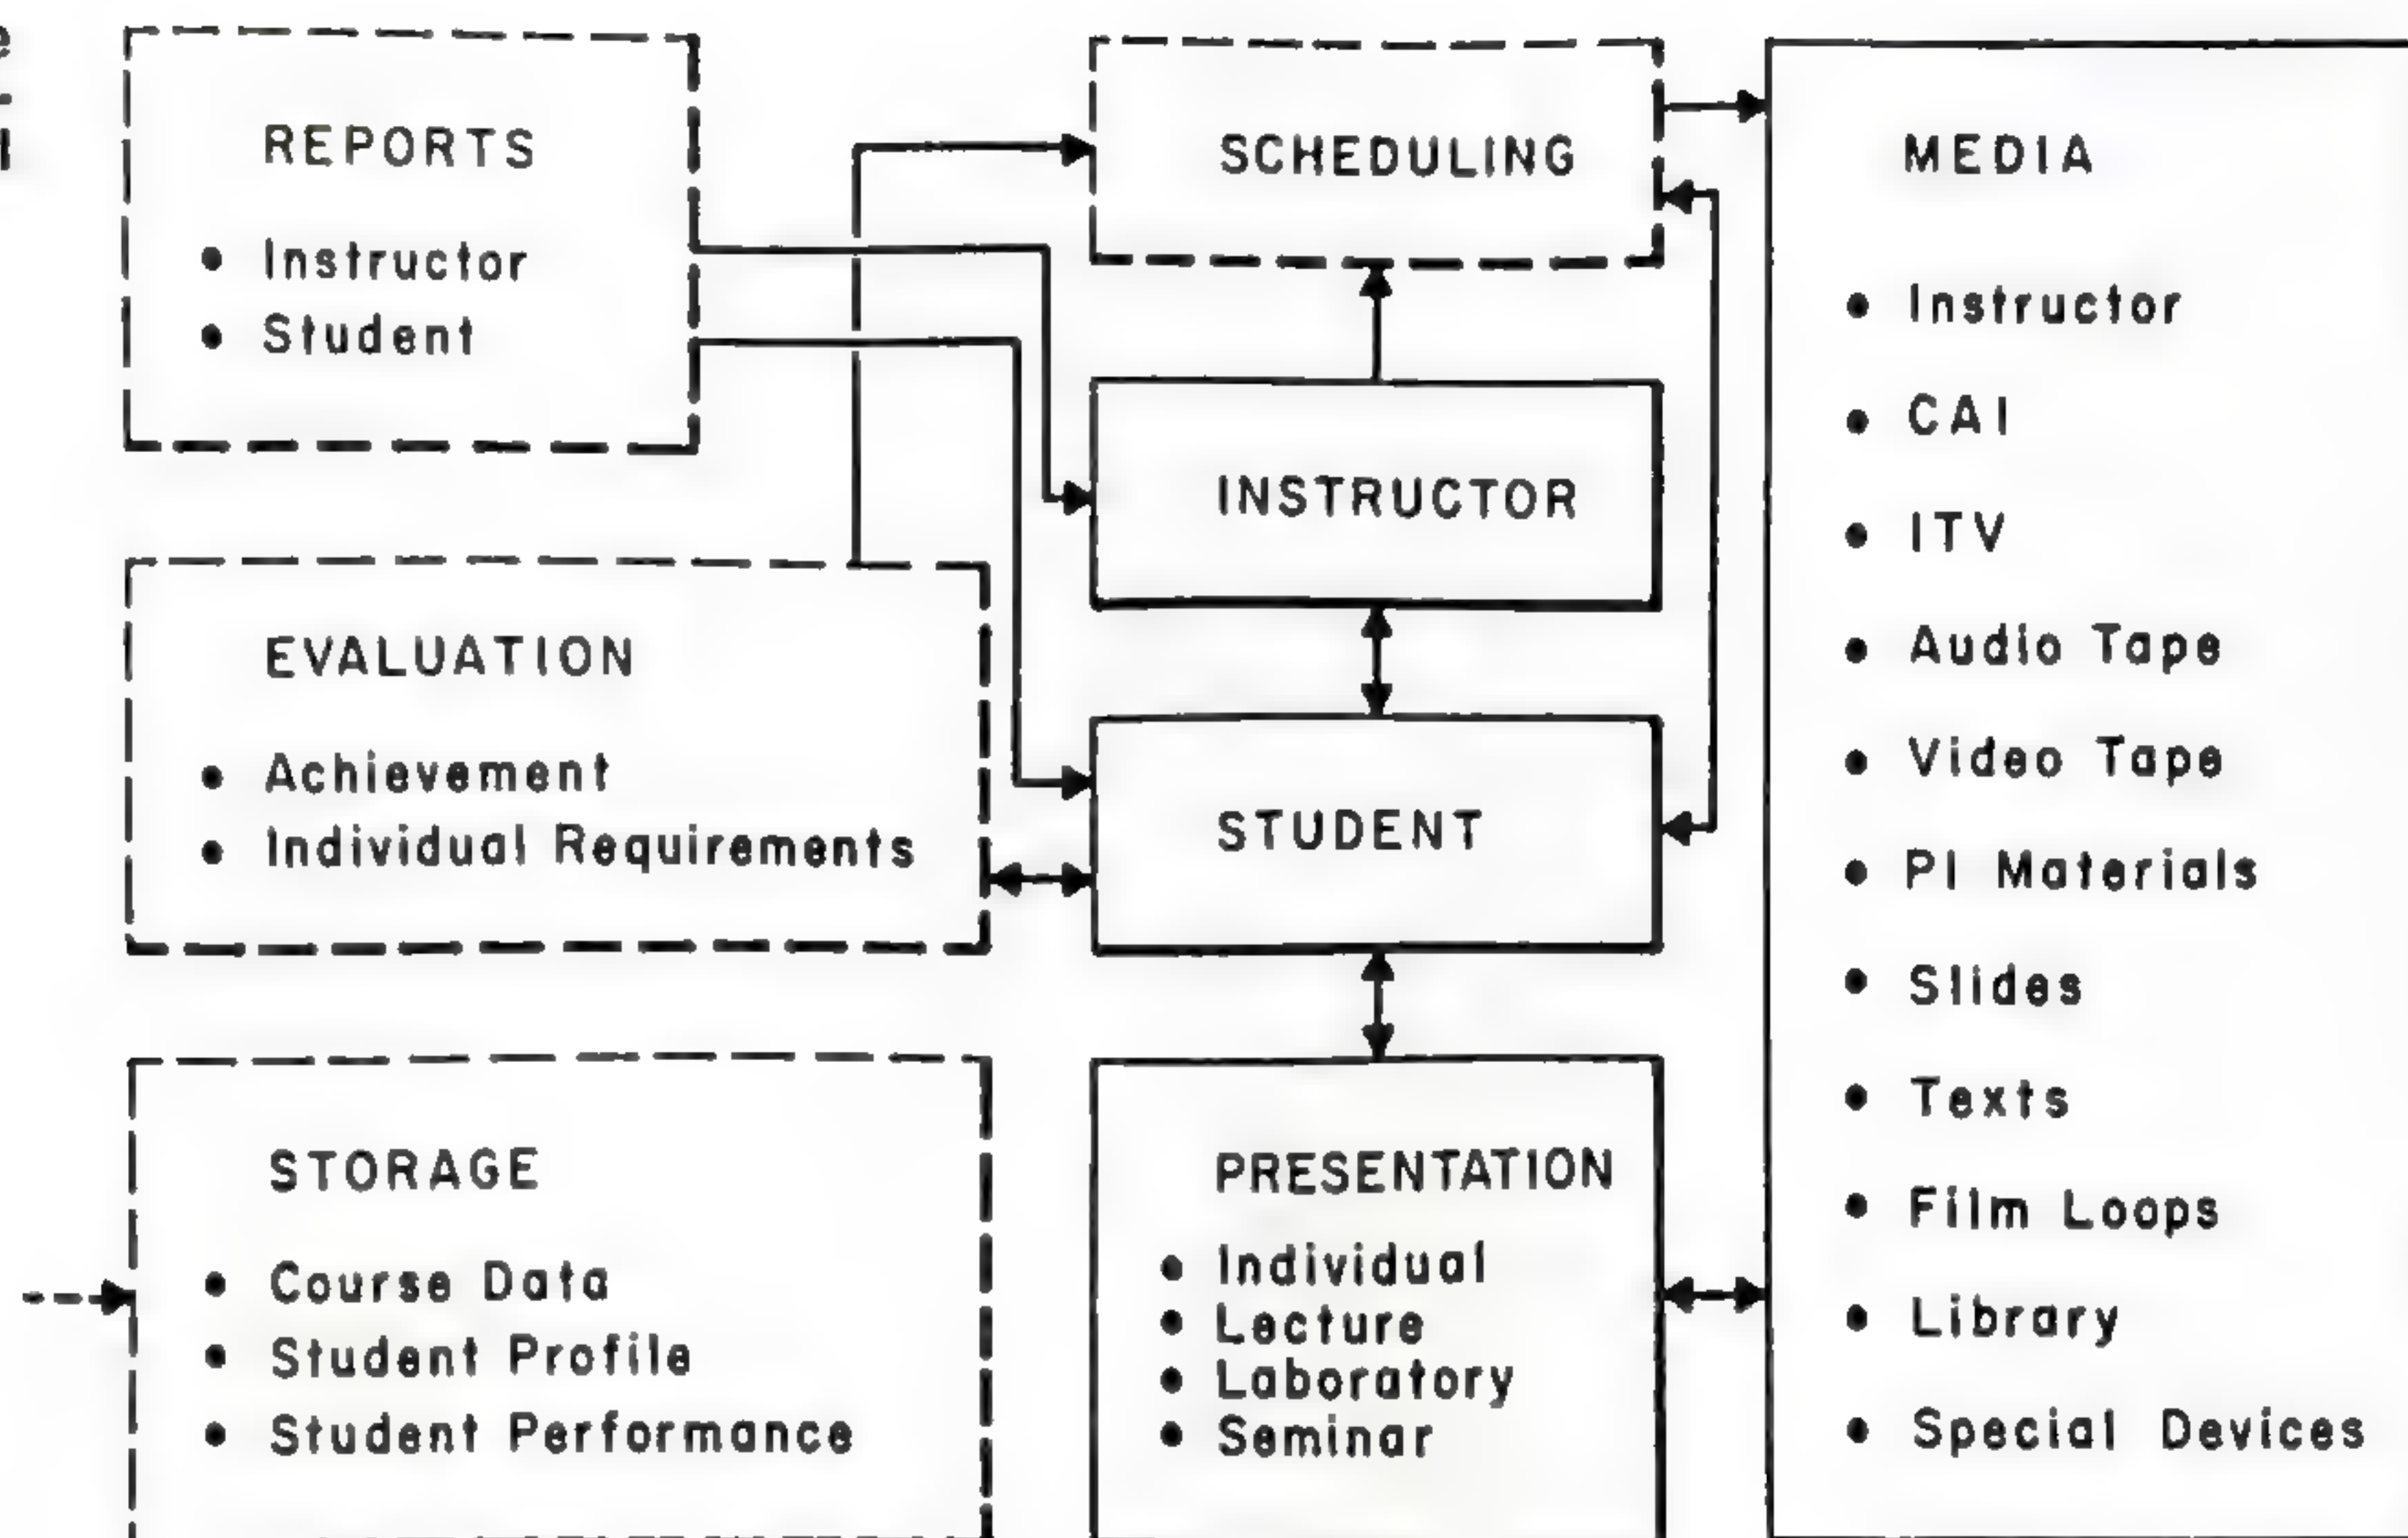 REPORTS
• Instructor
• Student
EVALUATION
• Achievement
• Individual Requirements
STORAGE
• Course Data
• Student Profile
• Student Performance
SCHEDULING
INSTRUCTOR
STUDENT
PRESENTATION
• Individual
• Lecture
• Laboratory
• Seminar
MEDIA
• Instructor
• CAI
• ITV
• Audio Tape
• Video Tape
• PI Materials
• Slides
• Texts
• Film Loops
• Library
• Special Devices